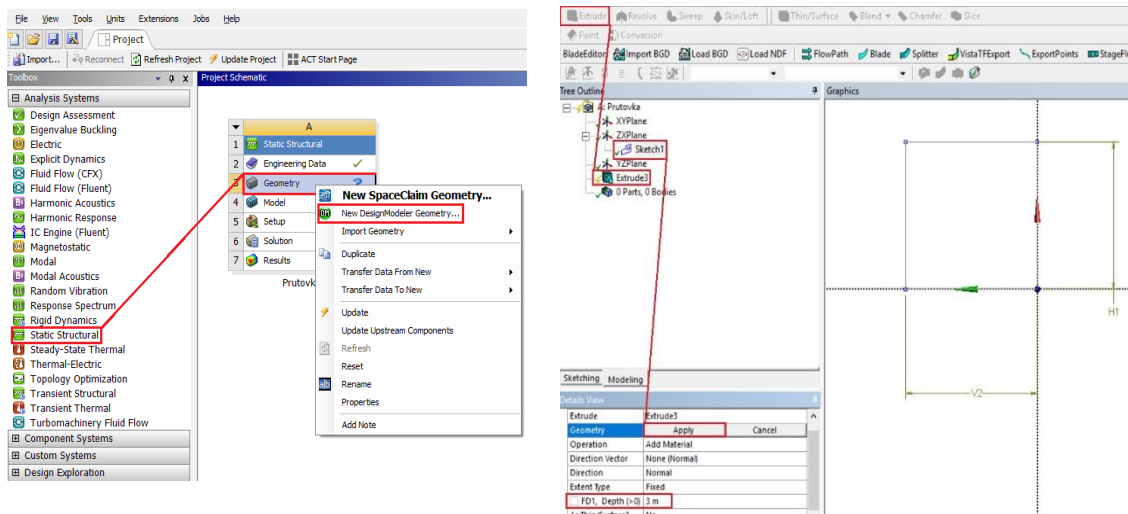 File View Tools Units Extensions Jobs Help
Project
Import... Reconnect Refresh Project Update Project ACT Start Page
Toolbox
Project Schematic
Analysis Systems
Design Assessment
Eigenvalue Buckling
Electric
Explicit Dynamics
Fluid Flow (CFX)
Fluid Flow (Fluent)
Harmonic Acoustics
Harmonic Response
IC Engine (Fluent)
Magnetostatic
Modal
Modal Acoustics
Random Vibration
Response Spectrum
Rigid Dynamics
Static Structural
Steady-State Thermal
Thermal-Electric
Topology Optimization
Transient Structural
Transient Thermal
Turbomachinery Fluid Flow
Component Systems
Custom Systems
Design Exploration
A
1 Static Structural
2 Engineering Data
3 Geometry ?
4 Model
5 Setup
6 Solution
7 Results
Prutovk
New SpaceClaim Geometry...
New DesignModeler Geometry...
Import Geometry
Duplicate
Transfer Data From New
Transfer Data To New
Update
Update Upstream Components
Refresh
Reset
Rename
Properties
Add Note
Extrude Revolve Sweep Skin/Loft Thin/Surface Blend Chamfer Slice
Point Conversion
BladeEditor Import BGD Load BGD Load NDF FlowPath Blade Splitter VistaTFExport ExportPoints StageFl
Tree Outline
Graphics
A: Prutovka
XYPlane
ZXPlane
Sketch1
YZPlane
Extrude3
0 Parts, 0 Bodies
H1
V2
Sketching Modeling
Details View
Extrude Extrude3
Geometry Apply Cancel
Operation Add Material
Direction Vector None (Normal)
Direction Normal
Extent Type Fixed
FD1, Depth (>0) 3 m
As Thin/Surface? No